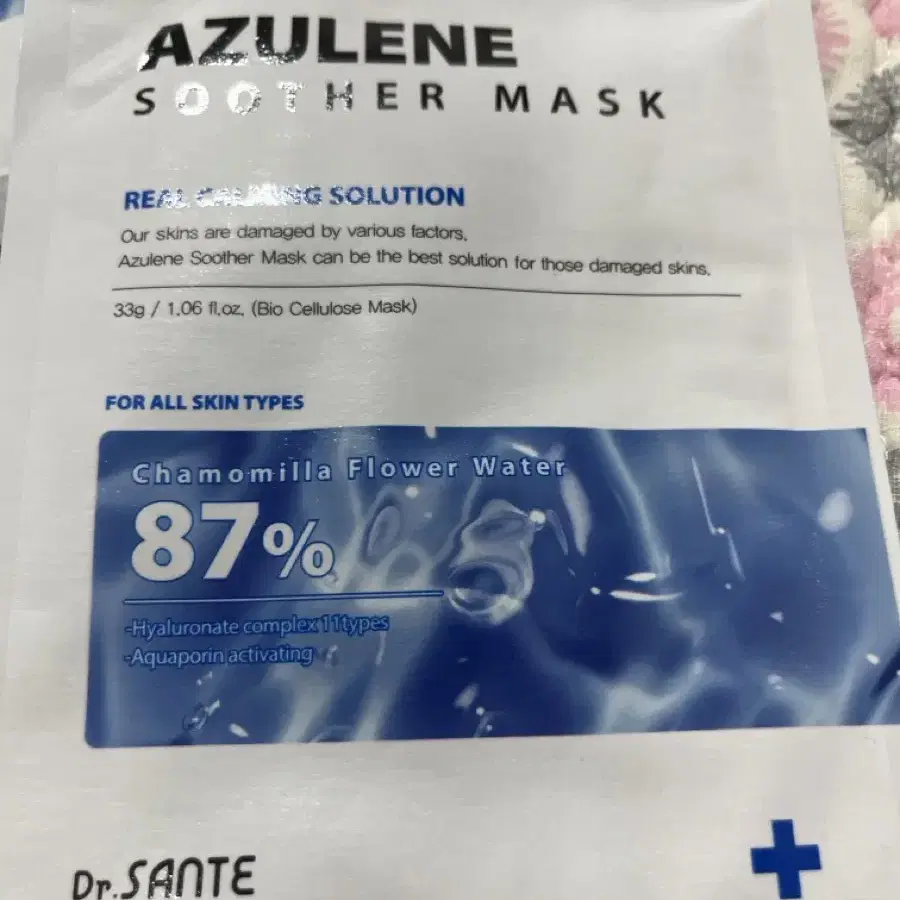 AZULENE
SOOTHER MASK
REAL CALMING SOLUTION
Our skins are damaged by various factors.
Azulene Soother Mask can be the best solution for those damaged skins.
33g / 1.06 fl.oz. (Bio Cellulose Mask)
FOR ALL SKIN TYPES
Chamomilla Flower Water
87%
-Hyaluronate complex 11types
-Aquaporin activating
Dr.SANTE